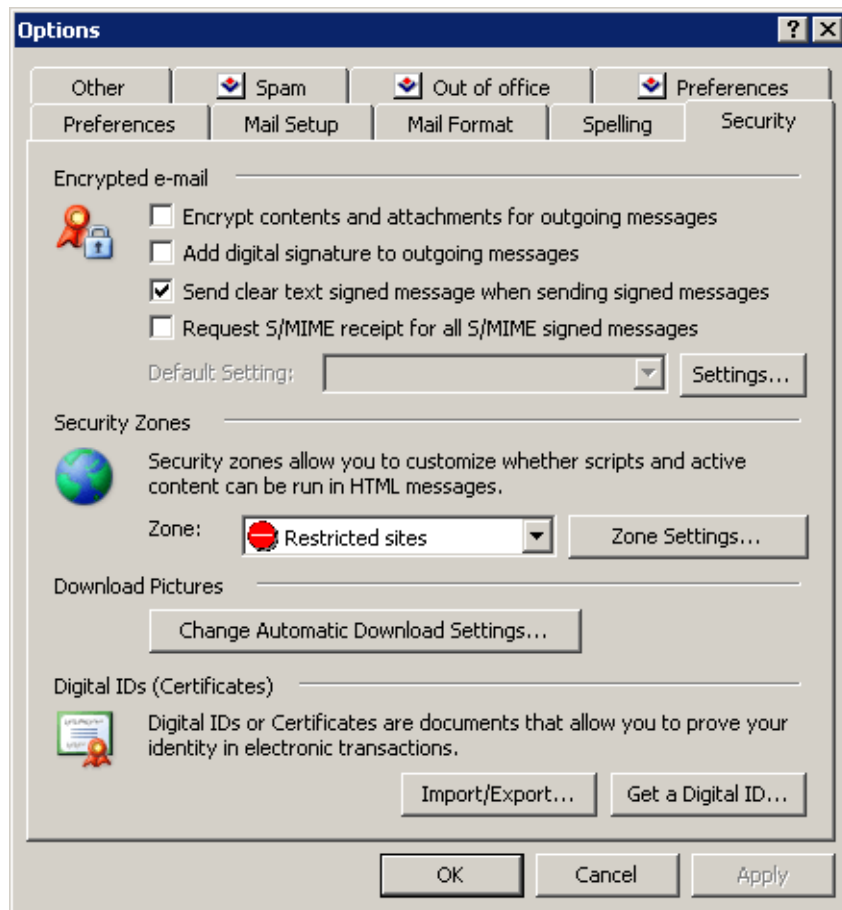 Options
Other Spam Out of office Preferences
Preferences Mail Setup Mail Format Spelling Security
Encrypted e-mail
Encrypt contents and attachments for outgoing messages
Add digital signature to outgoing messages
Send clear text signed message when sending signed messages
Request S/MIME receipt for all S/MIME signed messages
Default Setting: Settings...
Security Zones
Security zones allow you to customize whether scripts and active
content can be run in HTML messages.
Zone: Restricted sites Zone Settings...
Download Pictures
Change Automatic Download Settings...
Digital IDs (Certificates)
Digital IDs or Certificates are documents that allow you to prove your
identity in electronic transactions.
Import/Export... Get a Digital ID...
OK Cancel Apply